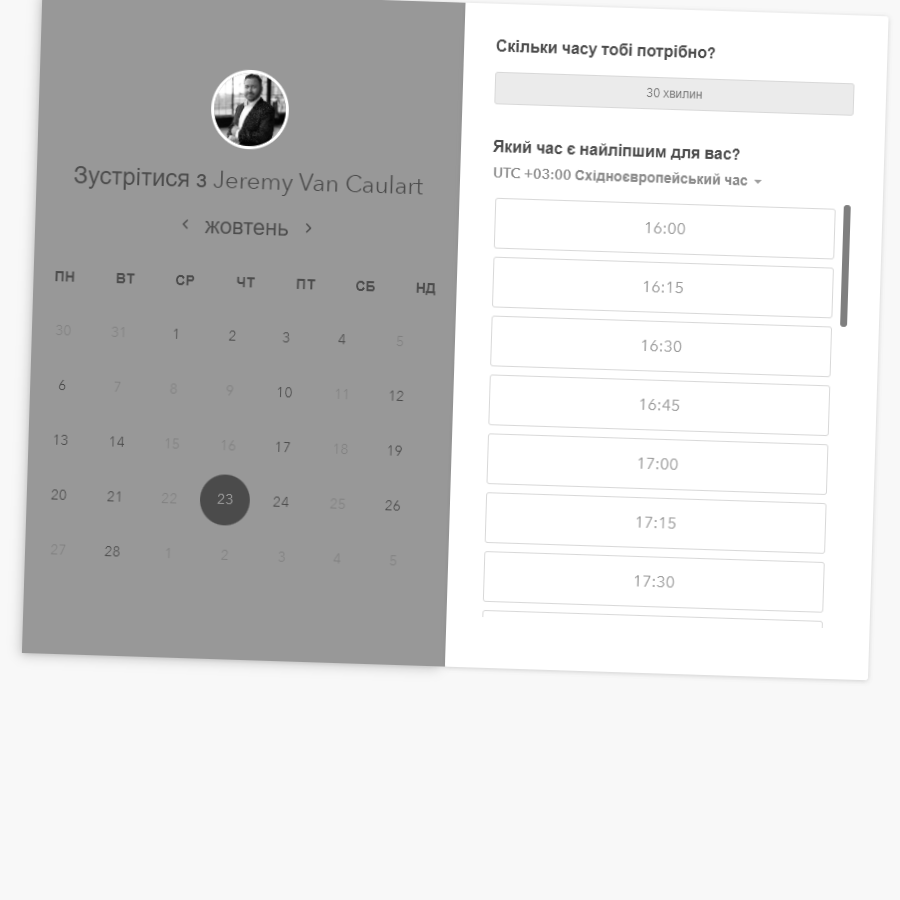 Зустрітися з Jeremy Van Caulart
жовтень
ПН ВТ СР ЧТ ПТ СБ НД
30 31 1 2 3 4 5
6 7 8 9 10 11 12
13 14 15 16 17 18 19
20 21 22 23 24 25 26
27 28 1 2 3 4 5
Скільки часу тобі потрібно?
30 хвилин
Який час є найліпшим для вас?
UTC +03:00 Східноєвропейський час
16:00
16:15
16:30
16:45
17:00
17:15
17:30